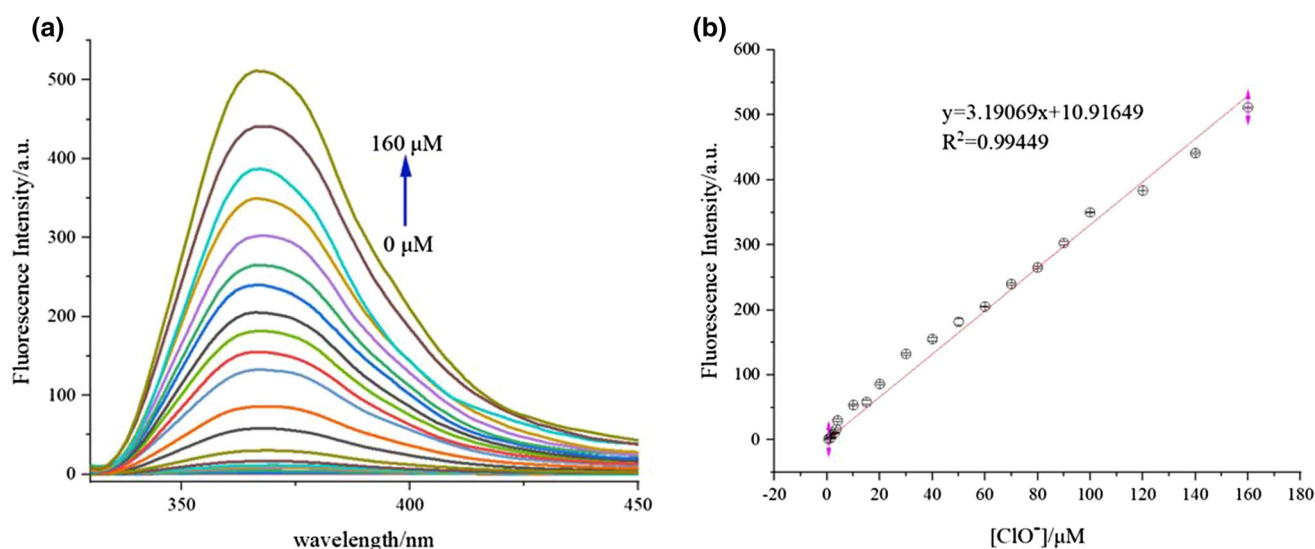 (a)
500
400
300
200
100
0
Fluorescence Intensity/a.u.
160 μM
0 μM
350
400
450
wavelength/nm
(b)
600
500
400
300
200
100
0
Fluorescence Intensity/a.u.
y=3.19069x+10.91649
R²=0.99449
-20
0
20
40
60
80
100
120
140
160
180
[ClO⁻]/μM